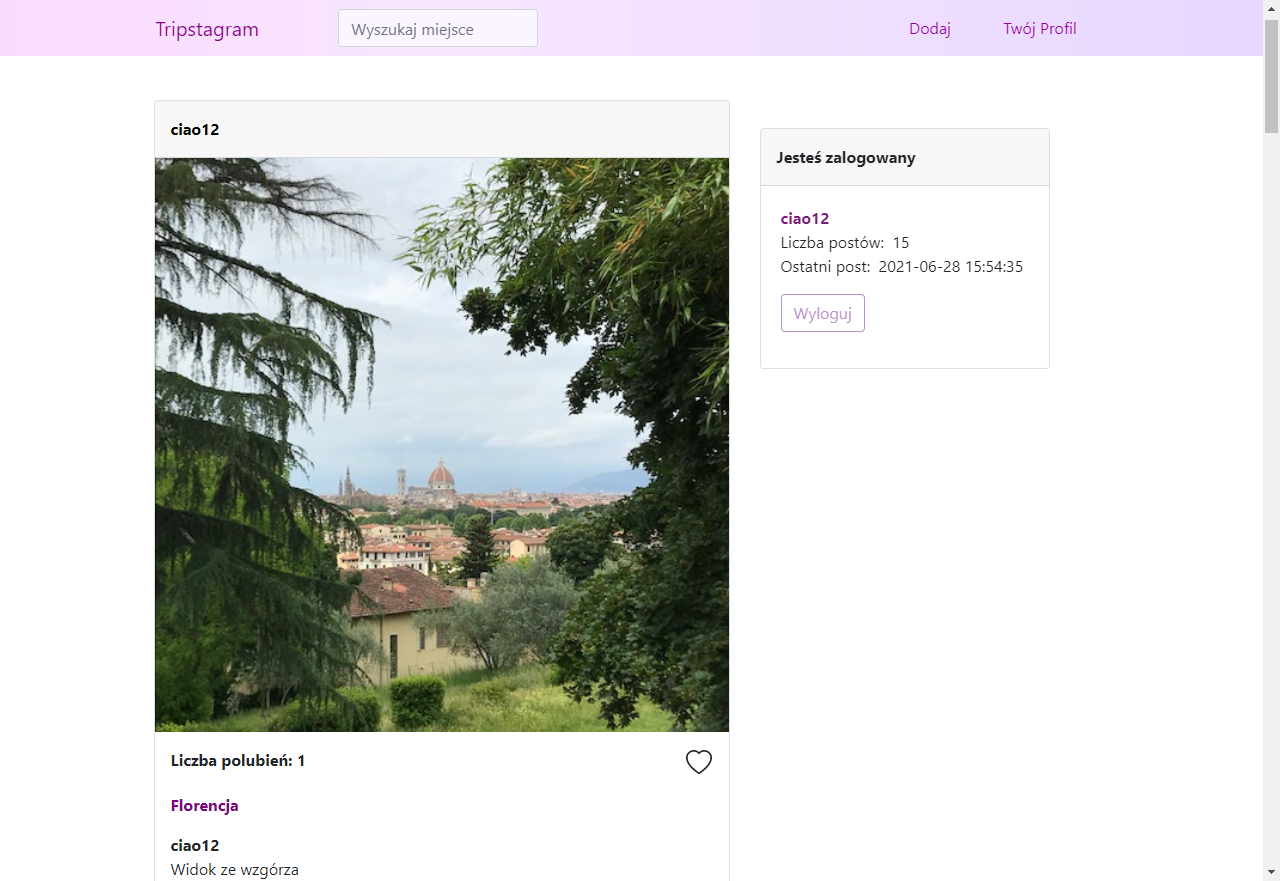 Tripstagram
Wyszukaj miejsce
Dodaj
Twój Profil
ciao12
Liczba polubień: 1
Florencja
ciao12
Widok ze wzgórza
Jesteś zalogowany
ciao12
Liczba postów: 15
Ostatni post: 2021-06-28 15:54:35
Wyloguj